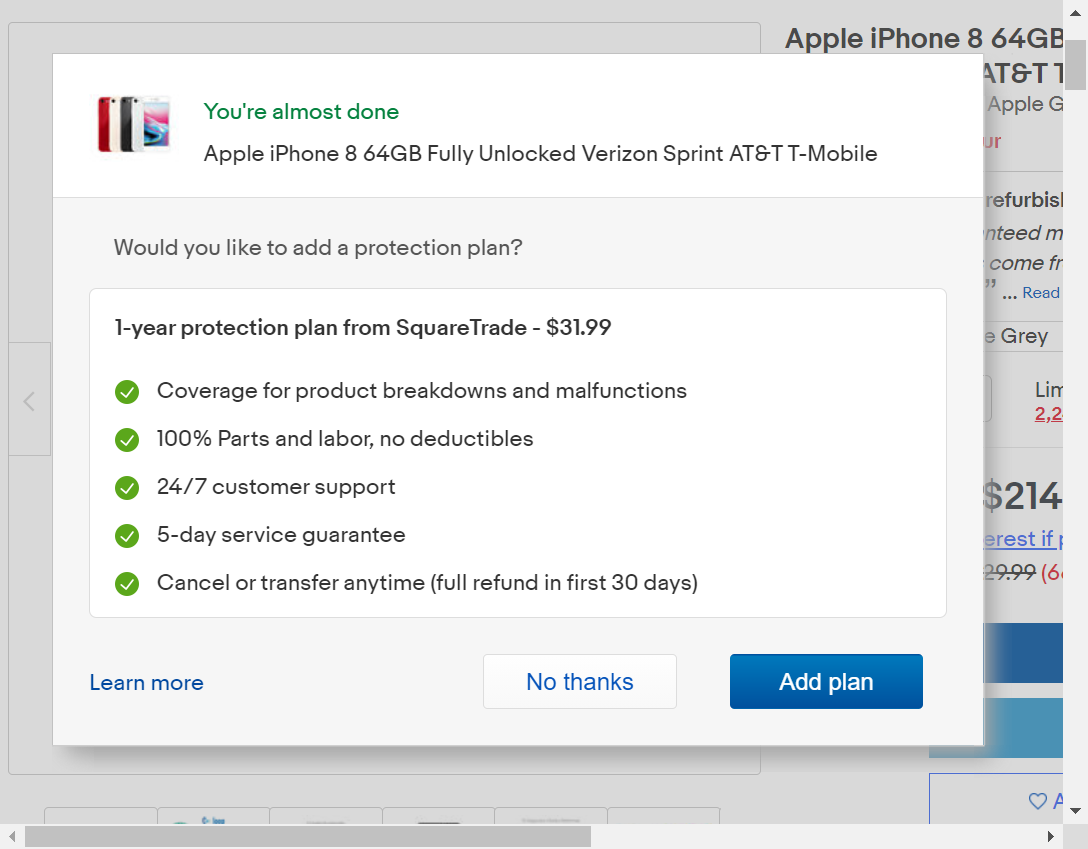 Apple iPhone 8 64GB
AT&T T
Apple G
ur
You're almost done
Apple iPhone 8 64GB Fully Unlocked Verizon Sprint AT&T T-Mobile
refurbish
Would you like to add a protection plan?
nteed m
come fr
” ... Read
1-year protection plan from SquareTrade - $31.99
e Grey
Coverage for product breakdowns and malfunctions
Lim
2,2
100% Parts and labor, no deductibles
24/7 customer support
$214
5-day service guarantee
erest if p
Cancel or transfer anytime (full refund in first 30 days)
29.99 (6
Learn more
No thanks
Add plan
A